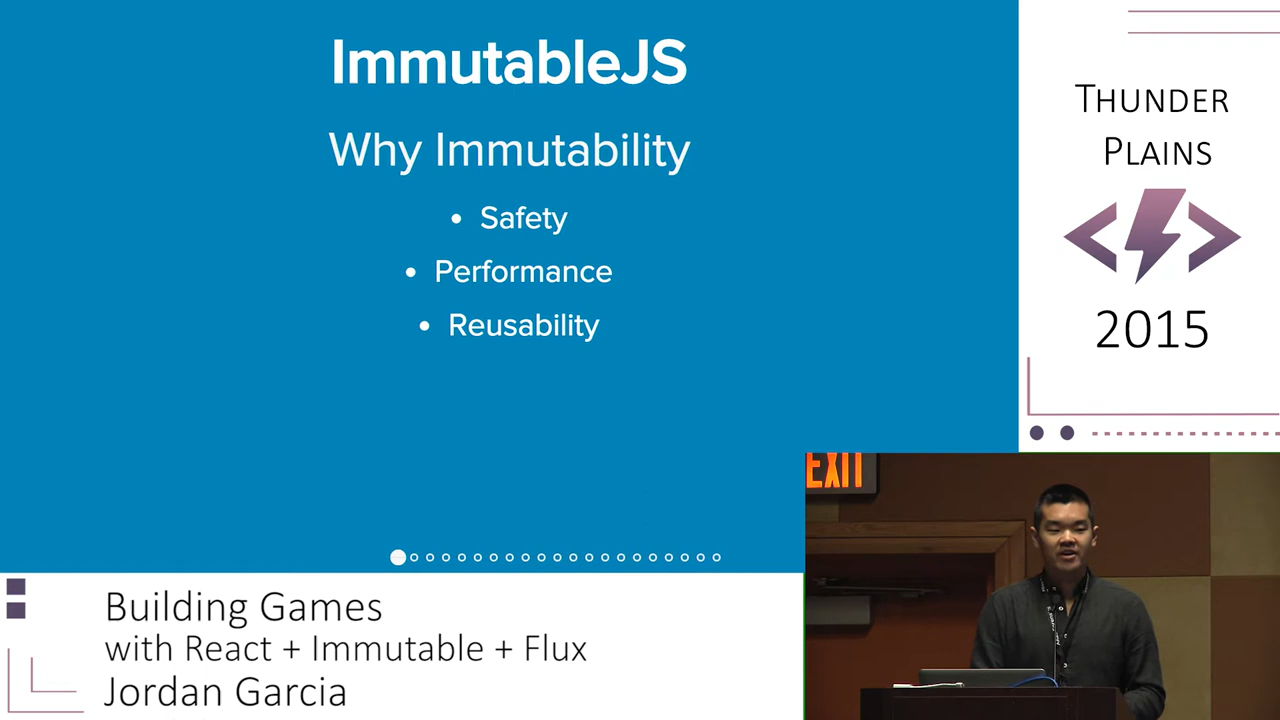 ImmutableJS
Why Immutability
• Safety
• Performance
• Reusability
THUNDER
PLAINS
2015
EXIT
Building Games
with React + Immutable + Flux
Jordan Garcia